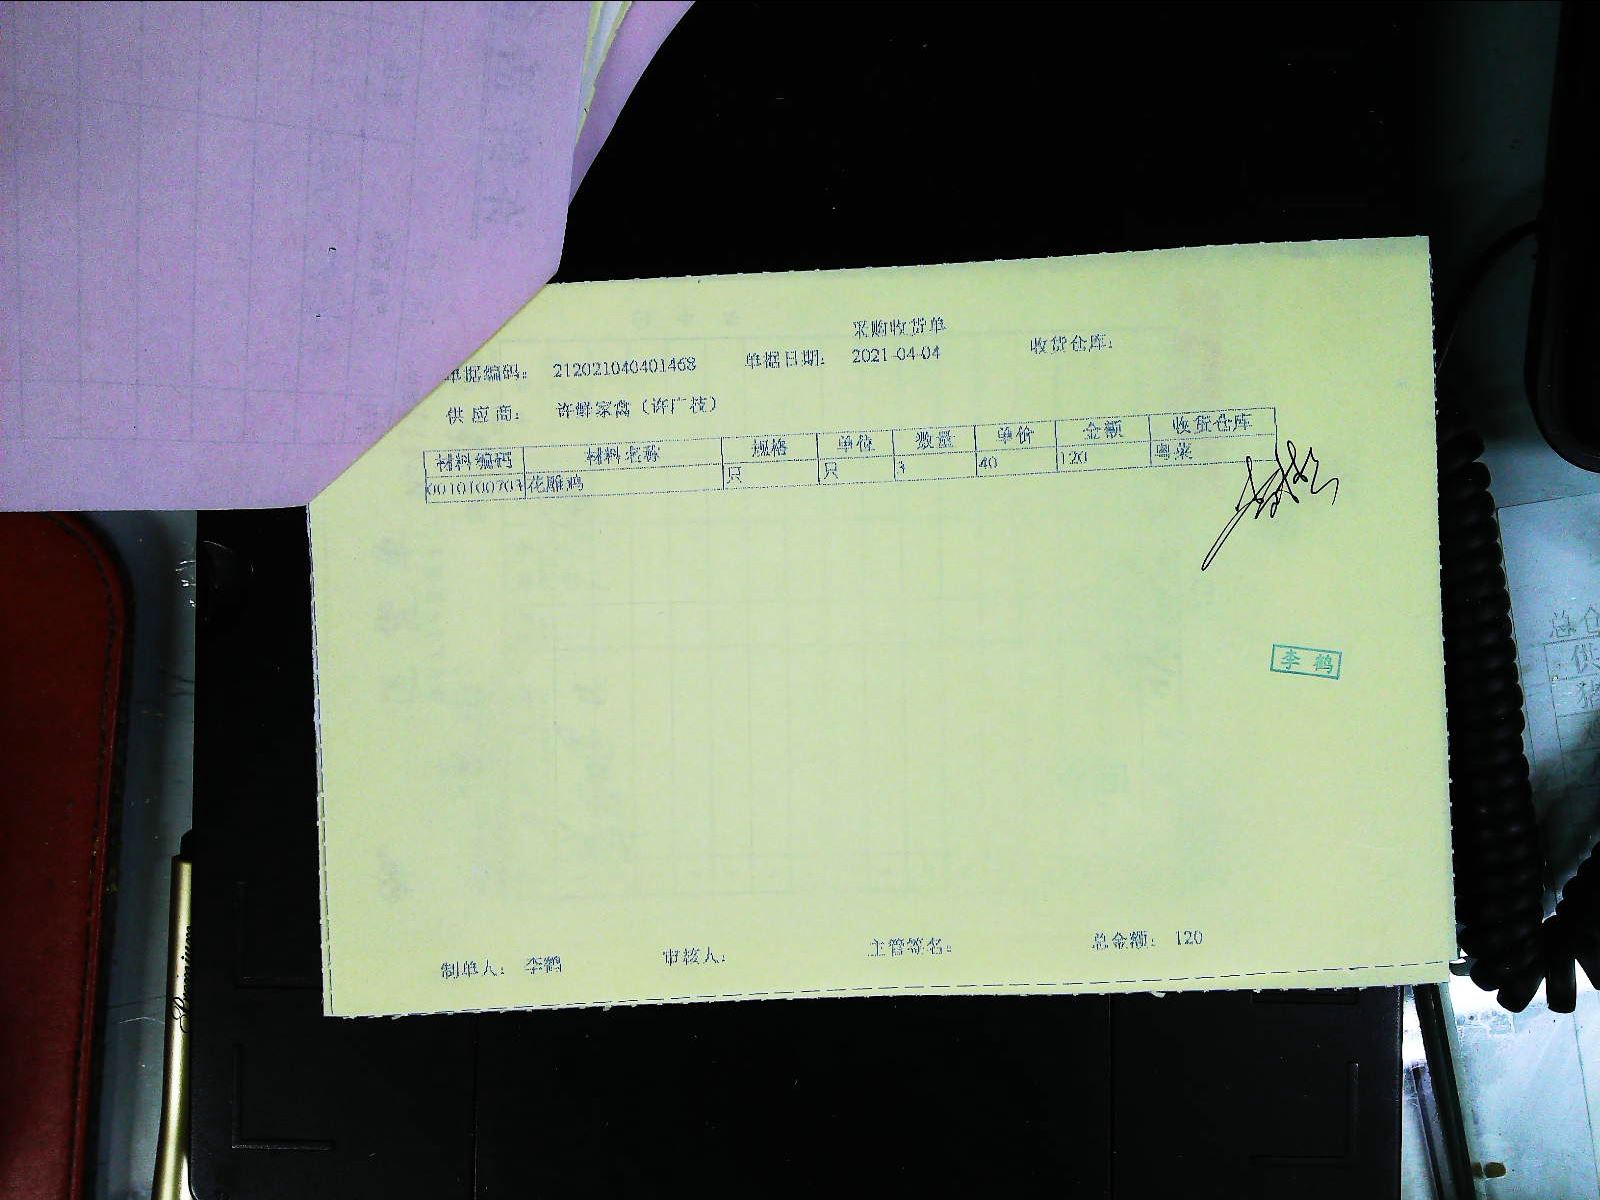 采购收货单
单据编码： 212021040401468 单据日期： 2021-04-04 收货仓库：
供应商： 许鲜家禽（许广技）
材料编码 材料名称 规格 单位 数量 单价 金额 收货仓库
花雕鸡 只 只 3 40 120 粤菜
李鹤
制单人： 李鹤 审核人： 主管签名： 总金额： 120
总仓
供